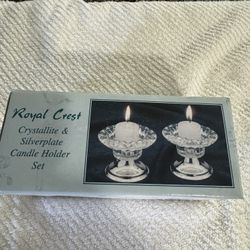 Royal Crest
Crystallite &
Silverplate
Candle Holder
Set